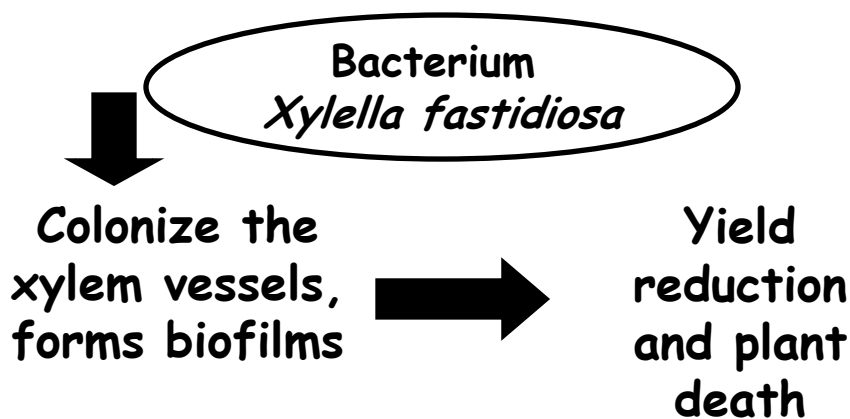 Bacterium
Xylella fastidiosa
Colonize the
xylem vessels,
forms biofilms
Yield
reduction
and plant
death